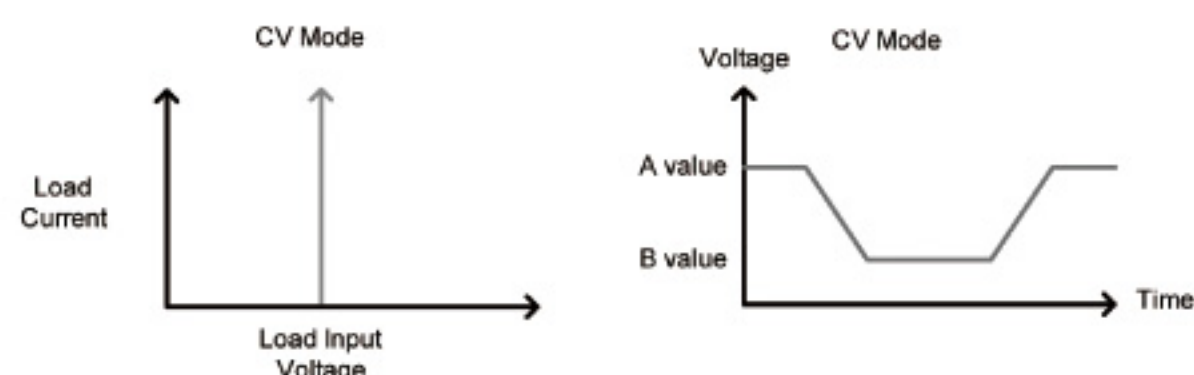 CV Mode
Load
Current
Load Input
Voltage
CV Mode
Voltage
A value
B value
Time